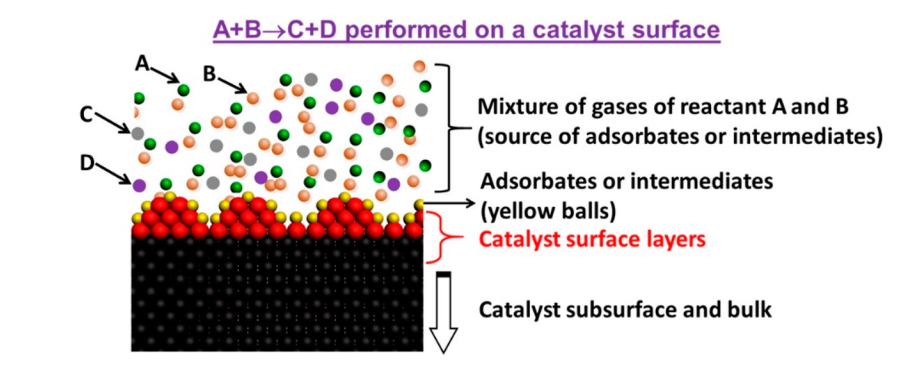 A+B→C+D performed on a catalyst surface
A
B
C
D
Mixture of gases of reactant A and B
(source of adsorbates or intermediates)
Adsorbates or intermediates
(yellow balls)
Catalyst surface layers
Catalyst subsurface and bulk